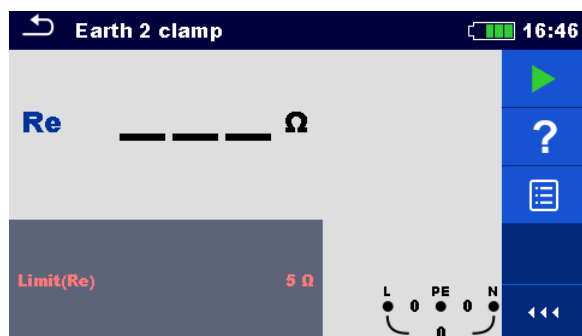 Earth 2 clamp 16:46
Re _ _ _ Ω
?
Limit(Re) 5 Ω
L PE N
0 0
0